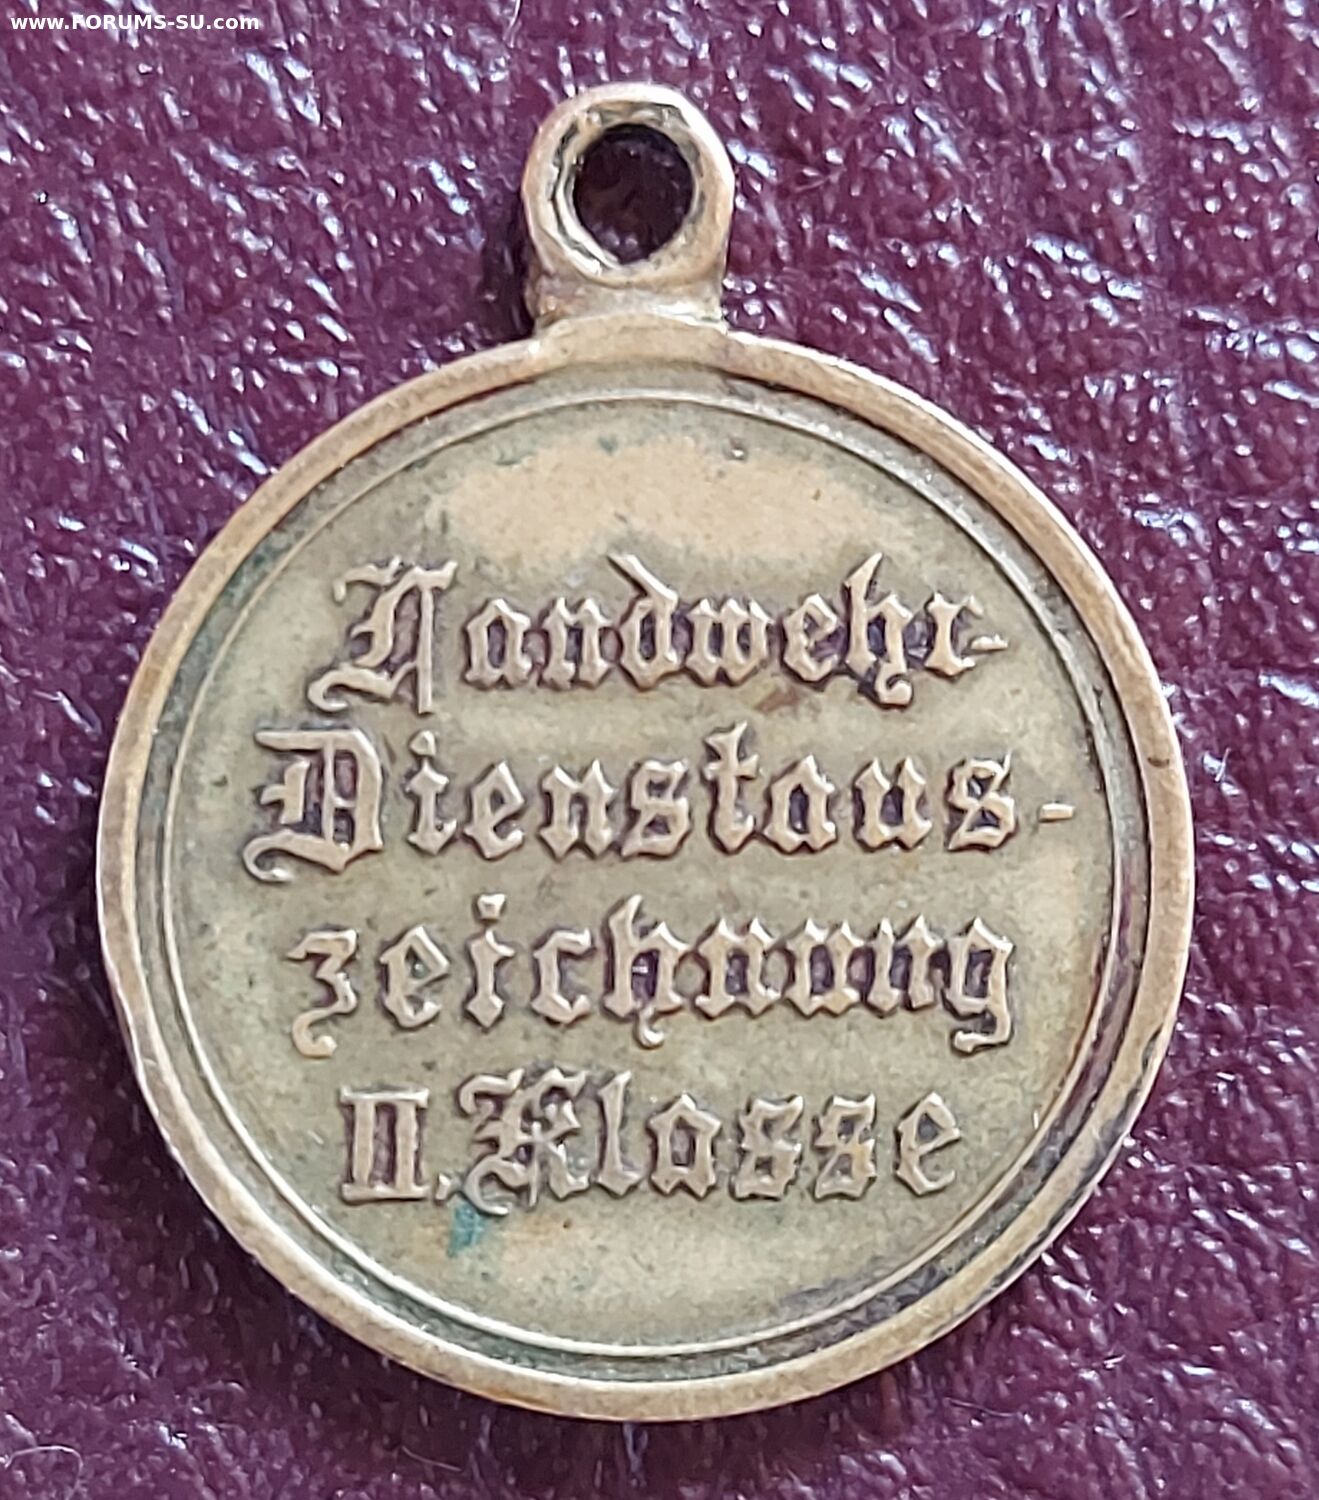 www.FORUMS-SU.com
Landwehr-
Dienstaus-
zeichnung
II. Klasse